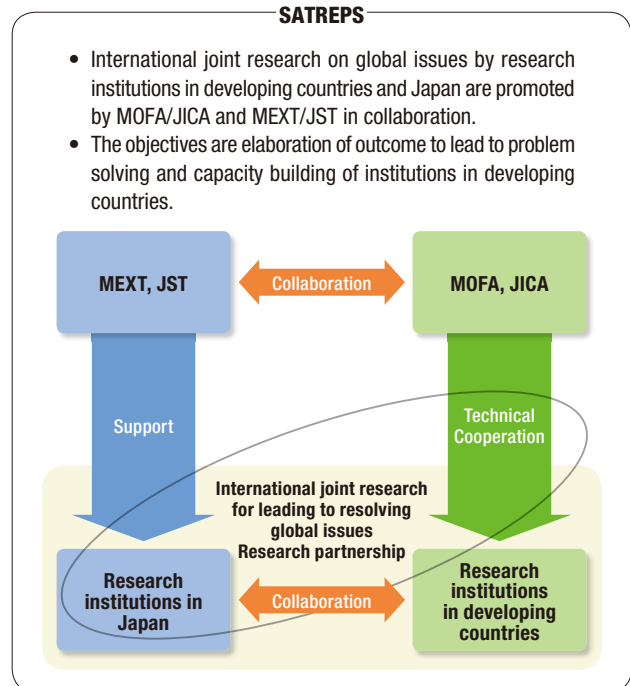 SATREPS
• International joint research on global issues by research
institutions in developing countries and Japan are promoted
by MOFA/JICA and MEXT/JST in collaboration.
• The objectives are elaboration of outcome to lead to problem
solving and capacity building of institutions in developing
countries.
MEXT, JST
Collaboration
MOFA, JICA
Support
Technical
Cooperation
International joint research
for leading to resolving
global issues
Research partnership
Research
institutions in
Japan
Collaboration
Research
institutions
in developing
countries